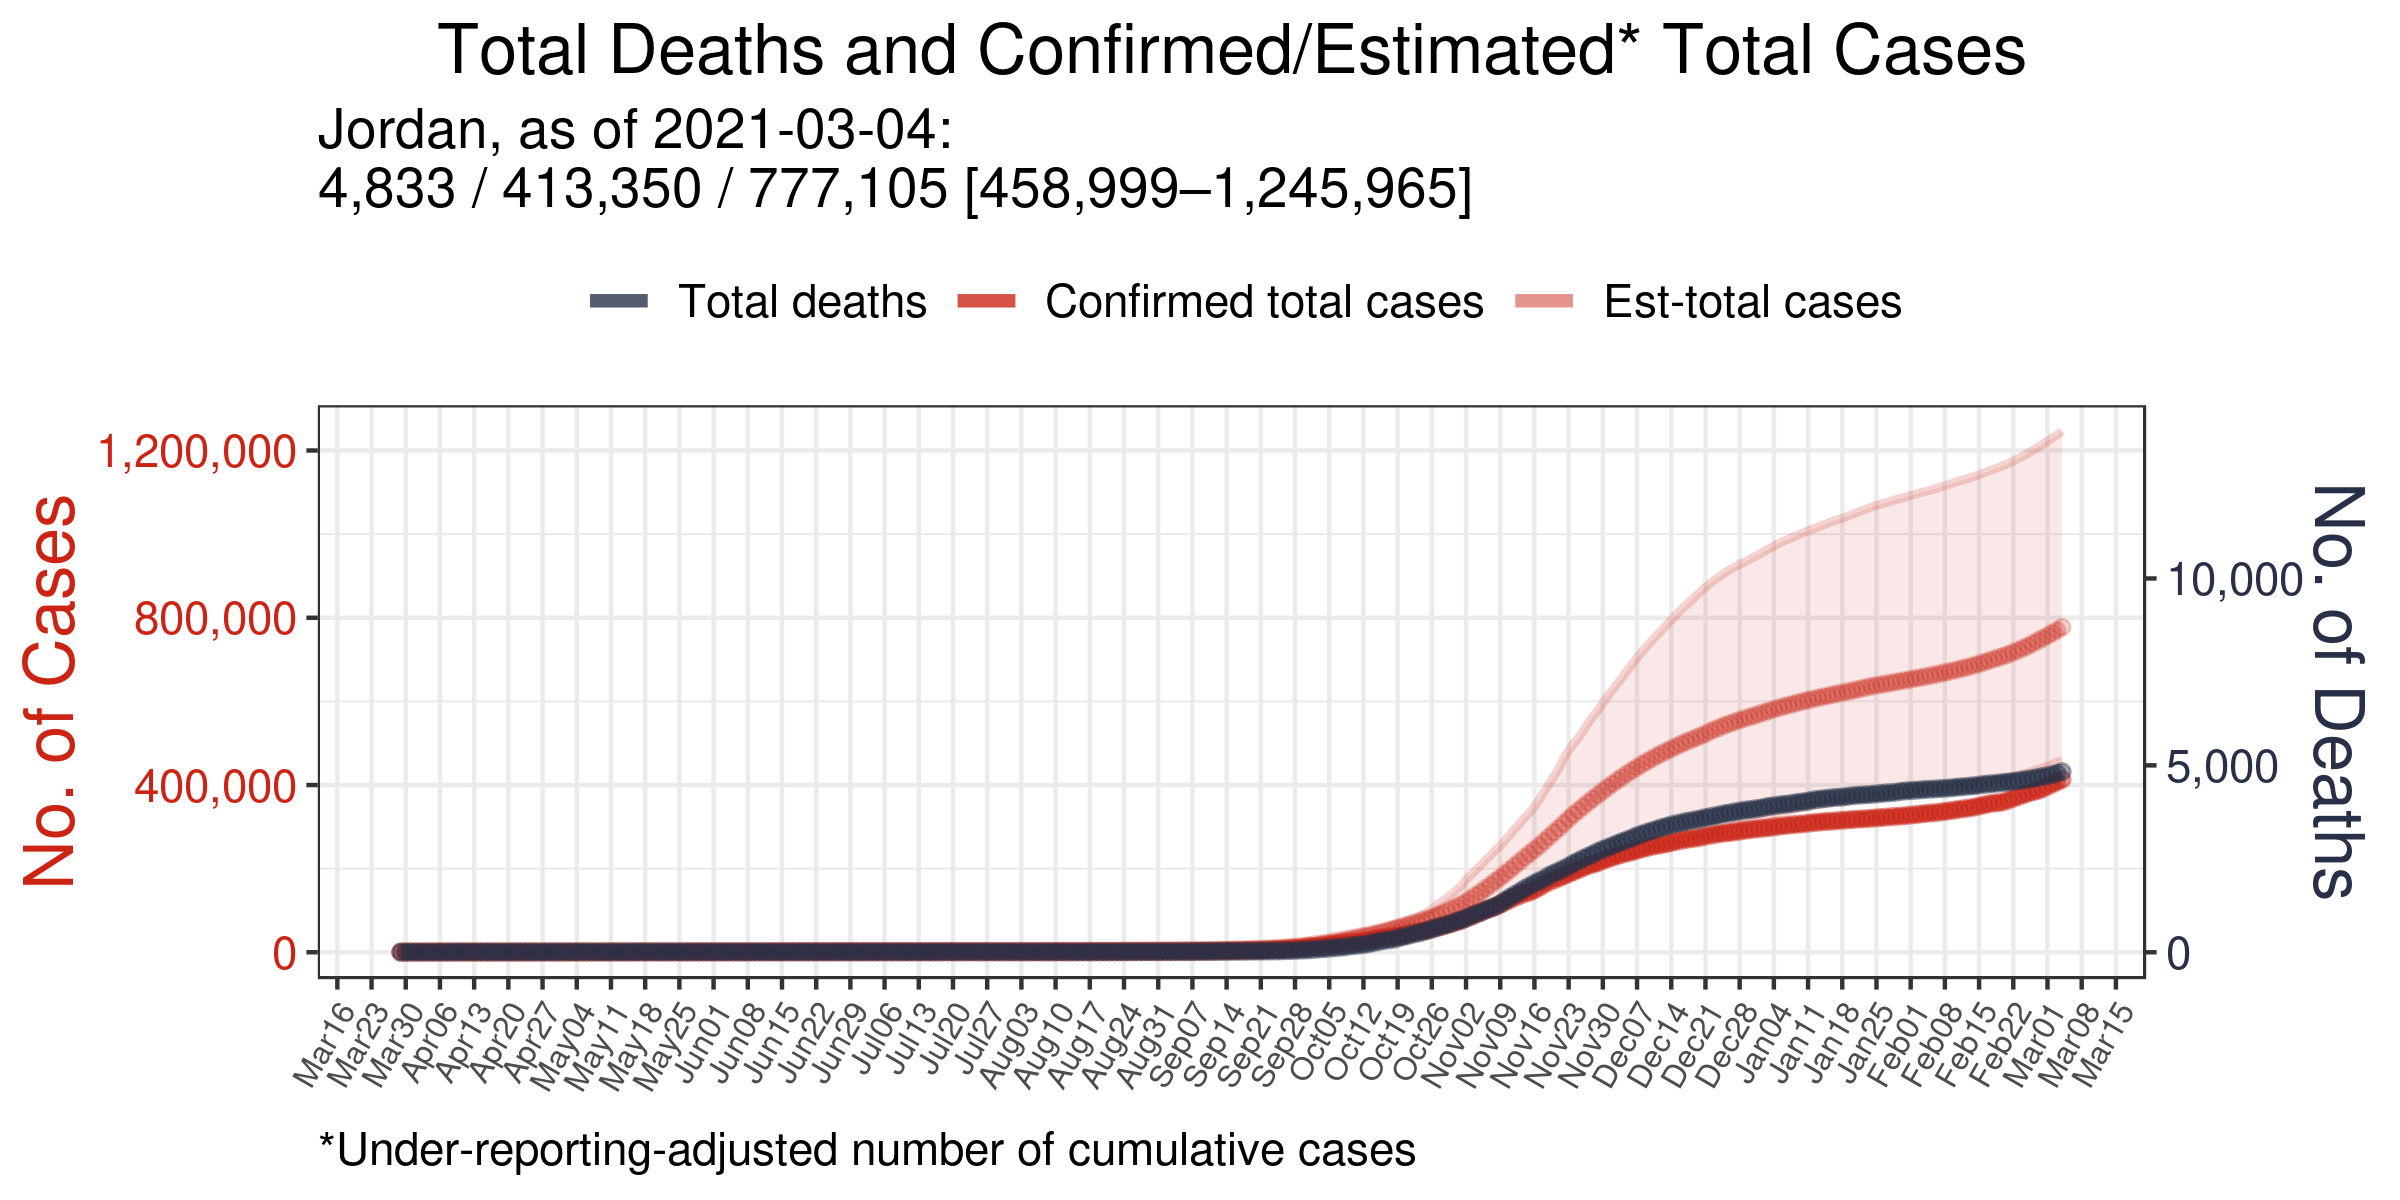 Total Deaths and Confirmed/Estimated* Total Cases
Jordan, as of 2021-03-04:
4,833 / 413,350 / 777,105 [458,999–1,245,965]
Total deaths
Confirmed total cases
Est-total cases
No. of Cases
1,200,000
800,000
400,000
0
10,000
5,000
0
No. of Deaths
Mar16
Mar23
Mar30
Apr06
Apr13
Apr20
Apr27
May04
May11
May18
May25
Jun01
Jun08
Jun15
Jun22
Jun29
Jul06
Jul13
Jul20
Jul27
Aug03
Aug10
Aug17
Aug24
Aug31
Sep07
Sep14
Sep21
Sep28
Oct05
Oct12
Oct19
Oct26
Nov02
Nov09
Nov16
Nov23
Nov30
Dec07
Dec14
Dec21
Dec28
Jan04
Jan11
Jan18
Jan25
Feb01
Feb08
Feb15
Feb22
Mar01
Mar08
Mar15
*Under-reporting-adjusted number of cumulative cases